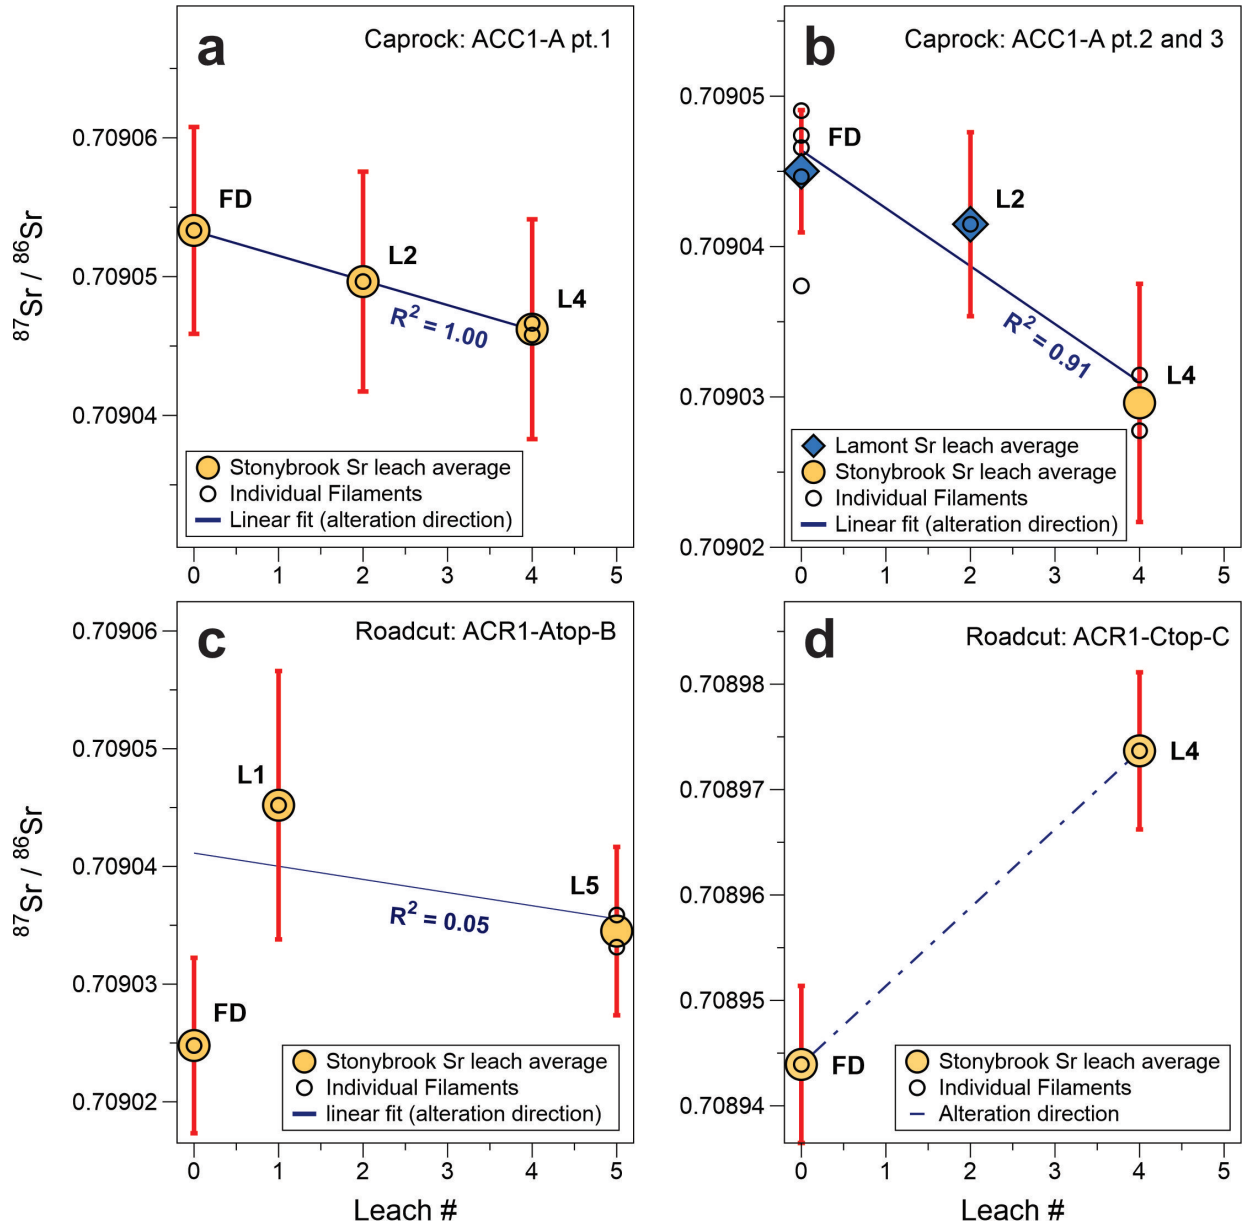 a
Caprock: ACC1-A pt.1
87Sr / 86Sr
0.70906
0.70905
0.70904
FD
L2
L4
R2 = 1.00
Stonybrook Sr leach average
Individual Filaments
Linear fit (alteration direction)
0 1 2 3 4 5
b
Caprock: ACC1-A pt.2 and 3
0.70905
0.70904
0.70903
0.70902
FD
L2
L4
R2 = 0.91
Lamont Sr leach average
Stonybrook Sr leach average
Individual Filaments
Linear fit (alteration direction)
0 1 2 3 4 5
c
Roadcut: ACR1-Atop-B
87Sr / 86Sr
0.70906
0.70905
0.70904
0.70903
0.70902
L1
L5
FD
R2 = 0.05
Stonybrook Sr leach average
Individual Filaments
linear fit (alteration direction)
0 1 2 3 4 5
Leach #
d
Roadcut: ACR1-Ctop-C
0.70898
0.70897
0.70896
0.70895
0.70894
L4
FD
Stonybrook Sr leach average
Individual Filaments
Alteration direction
0 1 2 3 4 5
Leach #